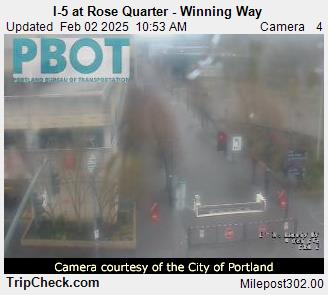 I-5 at Rose Quarter - Winning Way
Updated Feb 02 2025 10:53 AM Camera 4
PBOT
PORTLAND BUREAU OF TRANSPORTATION
Camera courtesy of the City of Portland
TripCheck.com Milepost302.00